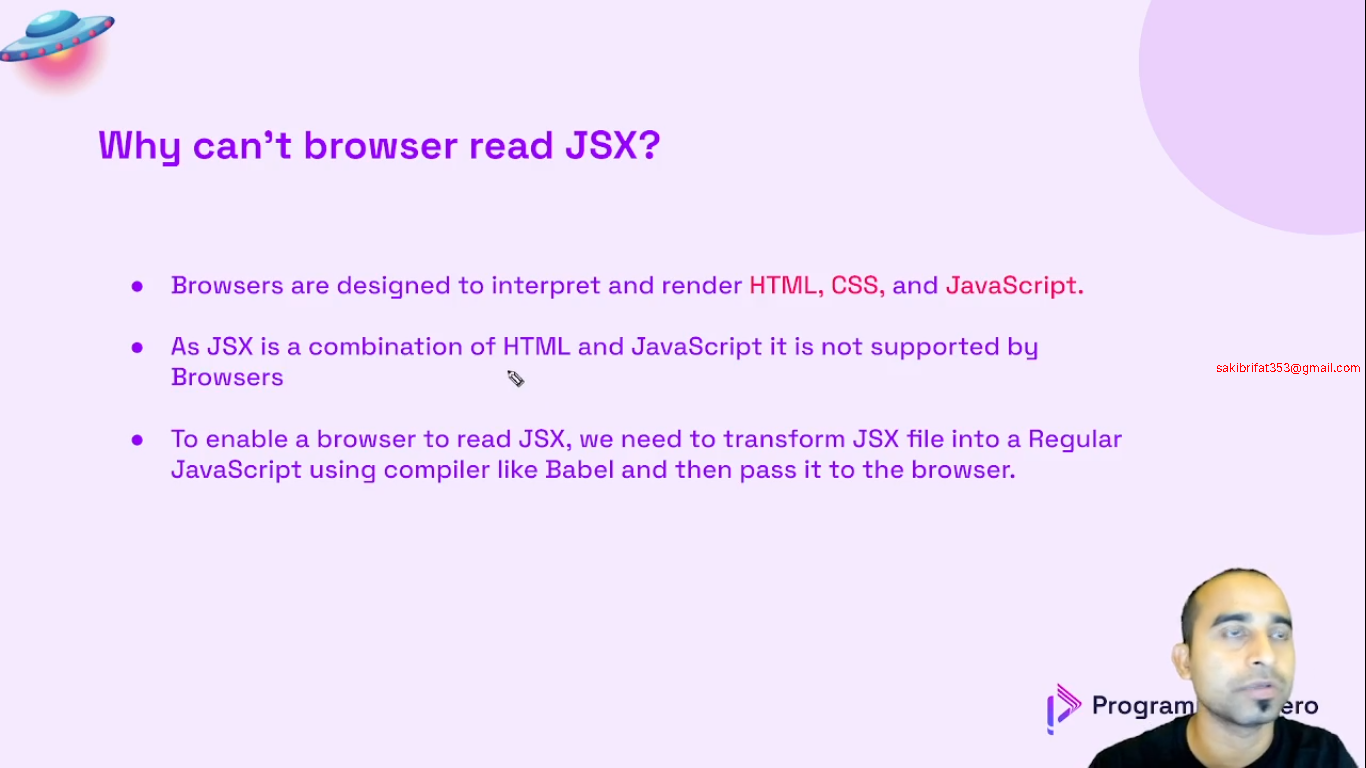 Why can't browser read JSX?
● Browsers are designed to interpret and render HTML, CSS, and JavaScript.
● As JSX is a combination of HTML and JavaScript it is not supported by
Browsers
sakibrifat353@gmail.com
● To enable a browser to read JSX, we need to transform JSX file into a Regular
JavaScript using compiler like Babel and then pass it to the browser.
Program ero